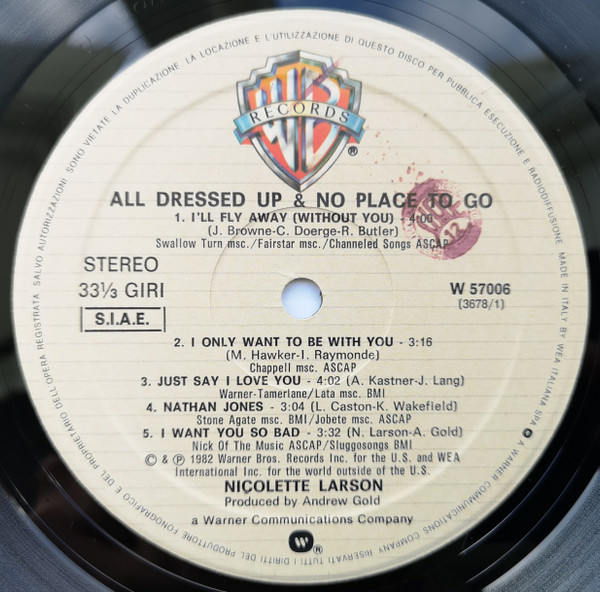 SONO VIETATE LA DUPLICAZIONE, LA LOCAZIONE E L'UTILIZZAZIONE DI QUESTO DISCO PER PUBBLICA ESECUZIONE E RADIODIFFUSIONE.
MADE IN ITALY BY WEA ITALIANA SPA
A WARNER COMMUNICATIONS COMPANY
RISERVATI TUTTI I DIRITTI DEL PRODUTTORE FONOGRAFICO E DEL PROPRIETARIO DELL'OPERA REGISTRATA
SALVO AUTORIZZAZIONI
WB
RECORDS
®
ALL DRESSED UP & NO PLACE TO GO
1. I'LL FLY AWAY (WITHOUT YOU) - 4:00
(J. Browne-C. Doerge-R. Butler)
Swallow Turn msc./Fairstar msc./Channeled Songs ASCAP
STEREO
33⅓ GIRI
S.I.A.E.
W 57006
(3678/1)
2. I ONLY WANT TO BE WITH YOU - 3:16
(M. Hawker-I. Raymonde)
Chappell msc. ASCAP
3. JUST SAY I LOVE YOU - 4:02 (A. Kastner-J. Lang)
Warner-Tamerlane/Lata msc. BMI
4. NATHAN JONES - 3:04 (L. Caston-K. Wakefield)
Stone Agate msc. BMI/Jobete msc. ASCAP
5. I WANT YOU SO BAD - 3:32 (N. Larson-A. Gold)
Nick Of The Music ASCAP/Sluggosongs BMI
© & ℗ 1982 Warner Bros. Records Inc. for the U.S. and WEA
International Inc. for the world outside of the U.S.
NICOLETTE LARSON
Produced by Andrew Gold
a Warner Communications Company
®